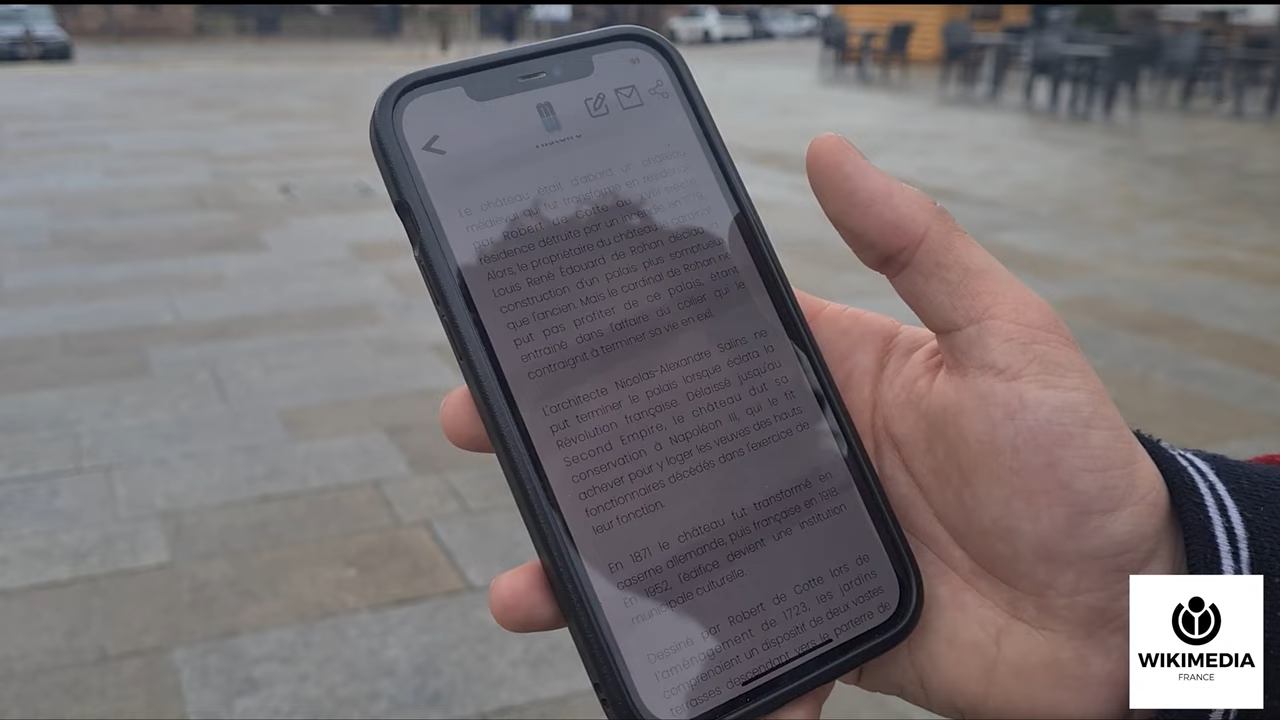 Le château était d'abord un château
médiéval qui fut transformé en résidence
par Robert de Cotte au XVIIIe siècle,
résidence détruite par un incendie en 1779.
Alors, le propriétaire du château, le cardinal
Louis René Édouard de Rohan décida
construction d'un palais plus somptueux
que l'ancien. Mais le cardinal de Rohan ne
put pas profiter de ce palais, étant
entrainé dans l'affaire du collier qui le
contraignit à terminer sa vie en exil.
L'architecte Nicolas-Alexandre Salins ne
put terminer le palais lorsque éclata la
Révolution française. Délaissé jusqu'au
Second Empire, le château dut sa
conservation à Napoléon III, qui le fit
achever pour y loger les veuves des hauts
fonctionnaires décédés dans l'exercice de
leur fonction.
En 1871 le château fut transformé en
caserne allemande, puis française en 1918.
En 1952, l'édifice devient une institution
municipale culturelle.
Dessiné par Robert de Cotte lors de
l'aménagement de 1723, les jardins
comprenaient un dispositif de deux vastes
terrasses descendant vers le parterre de
WIKIMEDIA
FRANCE